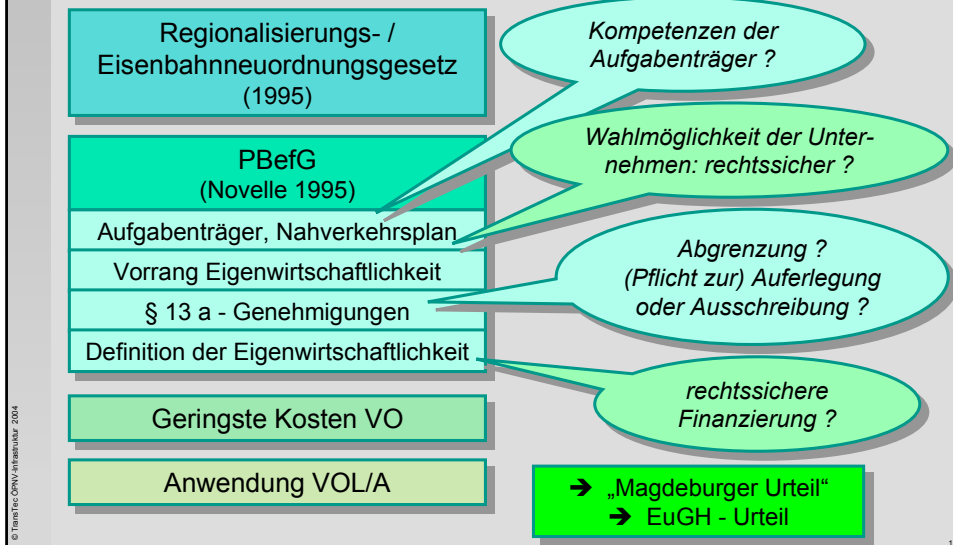 Regionalisierungs- /
Eisenbahnneuordnungsgesetz
(1995)
Kompetenzen der
Aufgabenträger ?
PBefG
(Novelle 1995)
Wahlmöglichkeit der Unter-
nehmen: rechtssicher ?
Aufgabenträger, Nahverkehrsplan
Vorrang Eigenwirtschaftlichkeit
§ 13 a - Genehmigungen
Definition der Eigenwirtschaftlichkeit
Abgrenzung ?
(Pflicht zur) Auferlegung
oder Ausschreibung ?
rechtssichere
Finanzierung ?
Geringste Kosten VO
Anwendung VOL/A
➔ „Magdeburger Urteil“
➔ EuGH - Urteil
© TransTec ÖPNV-Infrastruktur 2004
1